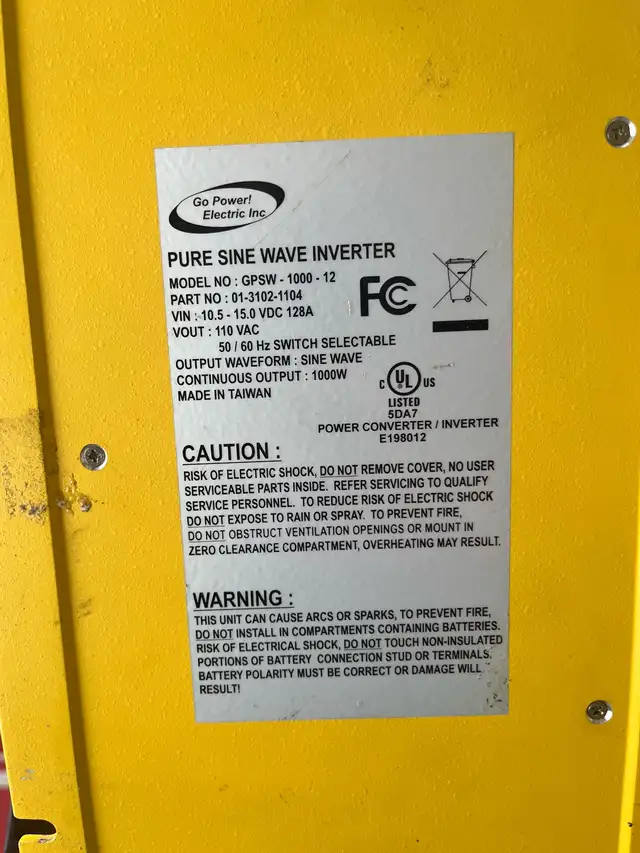 Go Power!
Electric Inc
PURE SINE WAVE INVERTER
MODEL NO : GPSW - 1000 - 12
PART NO : 01-3102-1104
VIN : 10.5 - 15.0 VDC 128A
VOUT : 110 VAC
50 / 60 Hz SWITCH SELECTABLE
OUTPUT WAVEFORM : SINE WAVE
CONTINUOUS OUTPUT : 1000W
MADE IN TAIWAN
FC
C UL US
LISTED
5DA7
POWER CONVERTER / INVERTER
E198012
CAUTION :
RISK OF ELECTRIC SHOCK, DO NOT REMOVE COVER, NO USER
SERVICEABLE PARTS INSIDE. REFER SERVICING TO QUALIFY
SERVICE PERSONNEL. TO REDUCE RISK OF ELECTRIC SHOCK
DO NOT EXPOSE TO RAIN OR SPRAY. TO PREVENT FIRE,
DO NOT OBSTRUCT VENTILATION OPENINGS OR MOUNT IN
ZERO CLEARANCE COMPARTMENT, OVERHEATING MAY RESULT.
WARNING :
THIS UNIT CAN CAUSE ARCS OR SPARKS, TO PREVENT FIRE,
DO NOT INSTALL IN COMPARTMENTS CONTAINING BATTERIES.
RISK OF ELECTRICAL SHOCK, DO NOT TOUCH NON-INSULATED
PORTIONS OF BATTERY CONNECTION STUD OR TERMINALS.
BATTERY POLARITY MUST BE CORRECT OR DAMAGE WILL
RESULT!